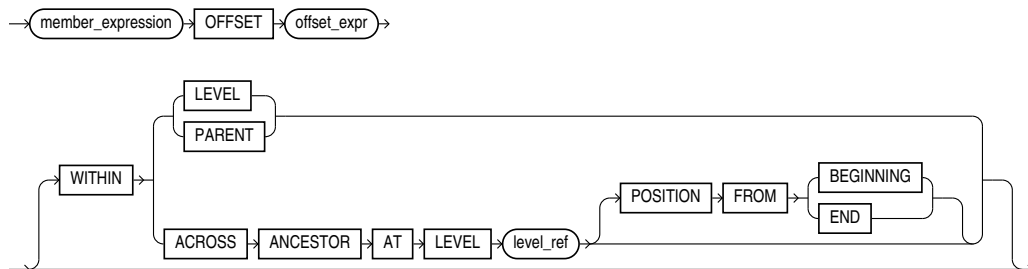 member_expression OFFSET offset_expr
LEVEL
PARENT
WITHIN
POSITION FROM BEGINNING
END
ACROSS ANCESTOR AT LEVEL level_ref